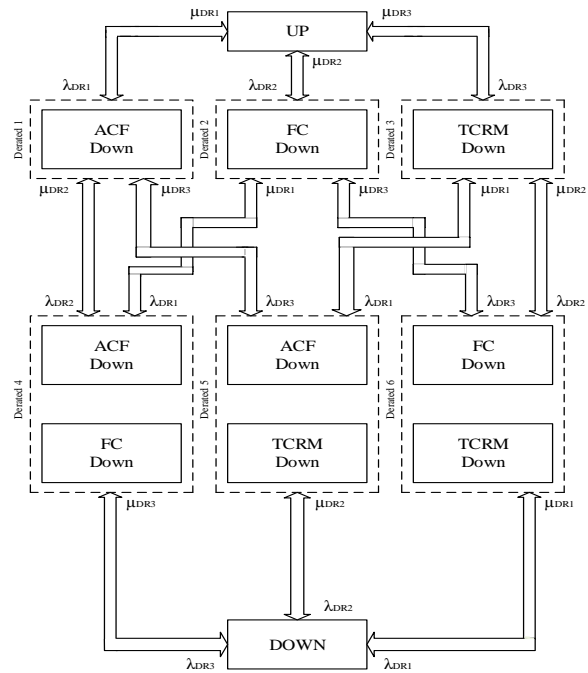 μDR1
UP
μDR3
μDR2
λDR1
λDR2
λDR3
Derated 1
ACF
Down
Derated 2
FC
Down
Derated 3
TCRM
Down
μDR2
μDR3
μDR1
μDR3
μDR1
μDR2
λDR2
λDR1
λDR3
λDR1
λDR3
λDR2
Derated 4
ACF
Down
FC
Down
Derated 5
ACF
Down
TCRM
Down
Derated 6
FC
Down
TCRM
Down
μDR3
μDR2
μDR1
λDR2
DOWN
λDR3
λDR1